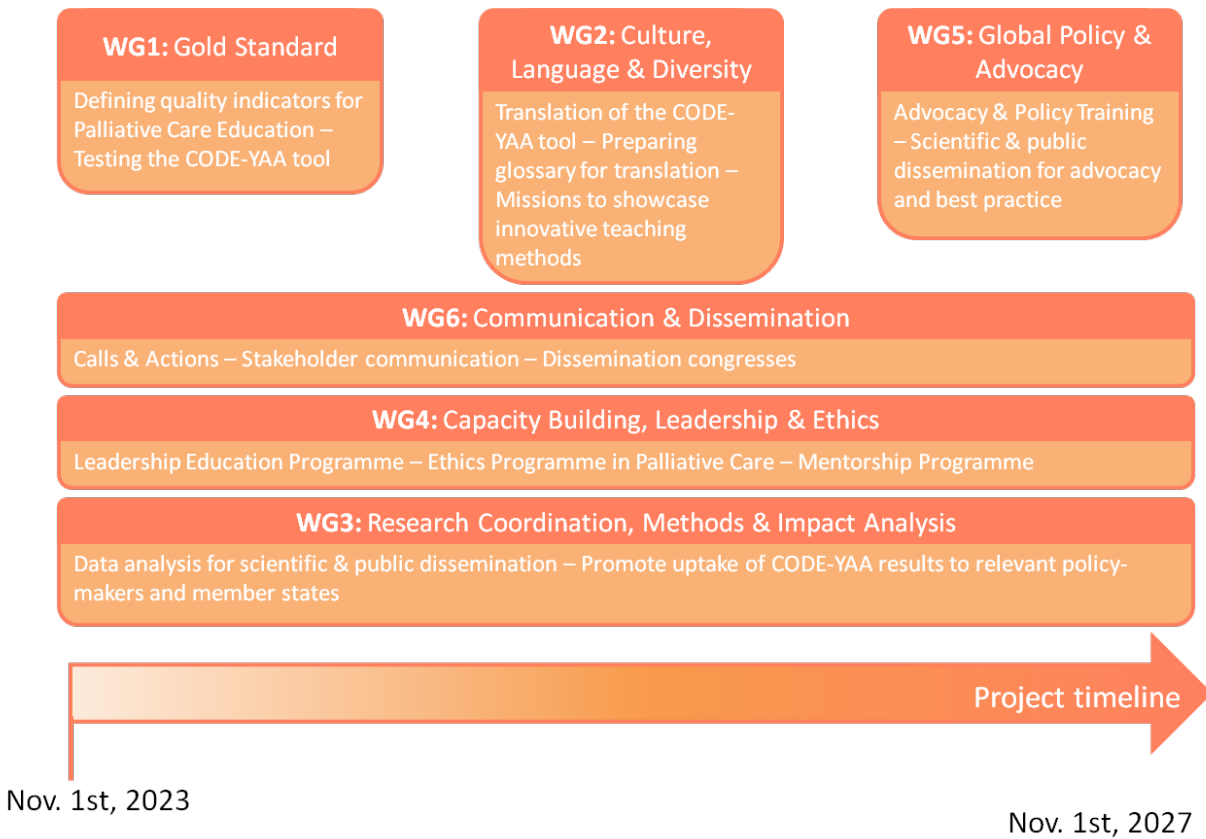 WG1: Gold Standard
Defining quality indicators for
Palliative Care Education –
Testing the CODE-YAA tool
WG2: Culture,
Language & Diversity
Translation of the CODE-
YAA tool – Preparing
glossary for translation –
Missions to showcase
innovative teaching
methods
WG5: Global Policy &
Advocacy
Advocacy & Policy Training
– Scientific & public
dissemination for advocacy
and best practice
WG6: Communication & Dissemination
Calls & Actions – Stakeholder communication – Dissemination congresses
WG4: Capacity Building, Leadership & Ethics
Leadership Education Programme – Ethics Programme in Palliative Care – Mentorship Programme
WG3: Research Coordination, Methods & Impact Analysis
Data analysis for scientific & public dissemination – Promote uptake of CODE-YAA results to relevant policy-
makers and member states
Project timeline
Nov. 1st, 2023
Nov. 1st, 2027